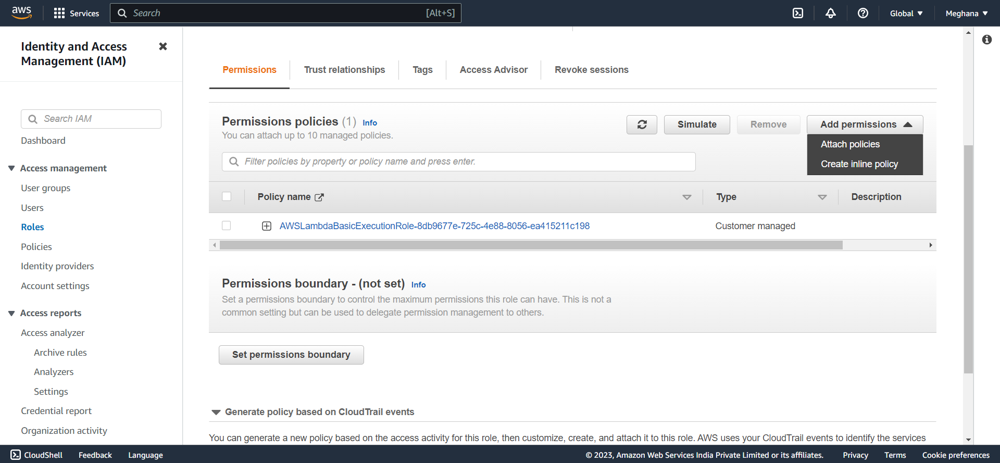 aws
Services
Search
[Alt+S]
Global
Meghana
Identity and Access
Management (IAM)
Search IAM
Dashboard
Access management
User groups
Users
Roles
Policies
Identity providers
Account settings
Access reports
Access analyzer
Archive rules
Analyzers
Settings
Credential report
Organization activity
Permissions
Trust relationships
Tags
Access Advisor
Revoke sessions
Permissions policies (1) Info
You can attach up to 10 managed policies.
Simulate
Remove
Add permissions
Attach policies
Create inline policy
Filter policies by property or policy name and press enter.
Policy name
Type
Description
AWSLambdaBasicExecutionRole-8db9677e-725c-4e88-8056-ea415211c198
Customer managed
Permissions boundary - (not set) Info
Set a permissions boundary to control the maximum permissions this role can have. This is not a
common setting but can be used to delegate permission management to others.
Set permissions boundary
Generate policy based on CloudTrail events
You can generate a new policy based on the access activity for this role, then customize, create, and attach it to this role. AWS uses your CloudTrail events to identify the services
CloudShell
Feedback
Language
© 2023, Amazon Web Services India Private Limited or its affiliates.
Privacy
Terms
Cookie preferences